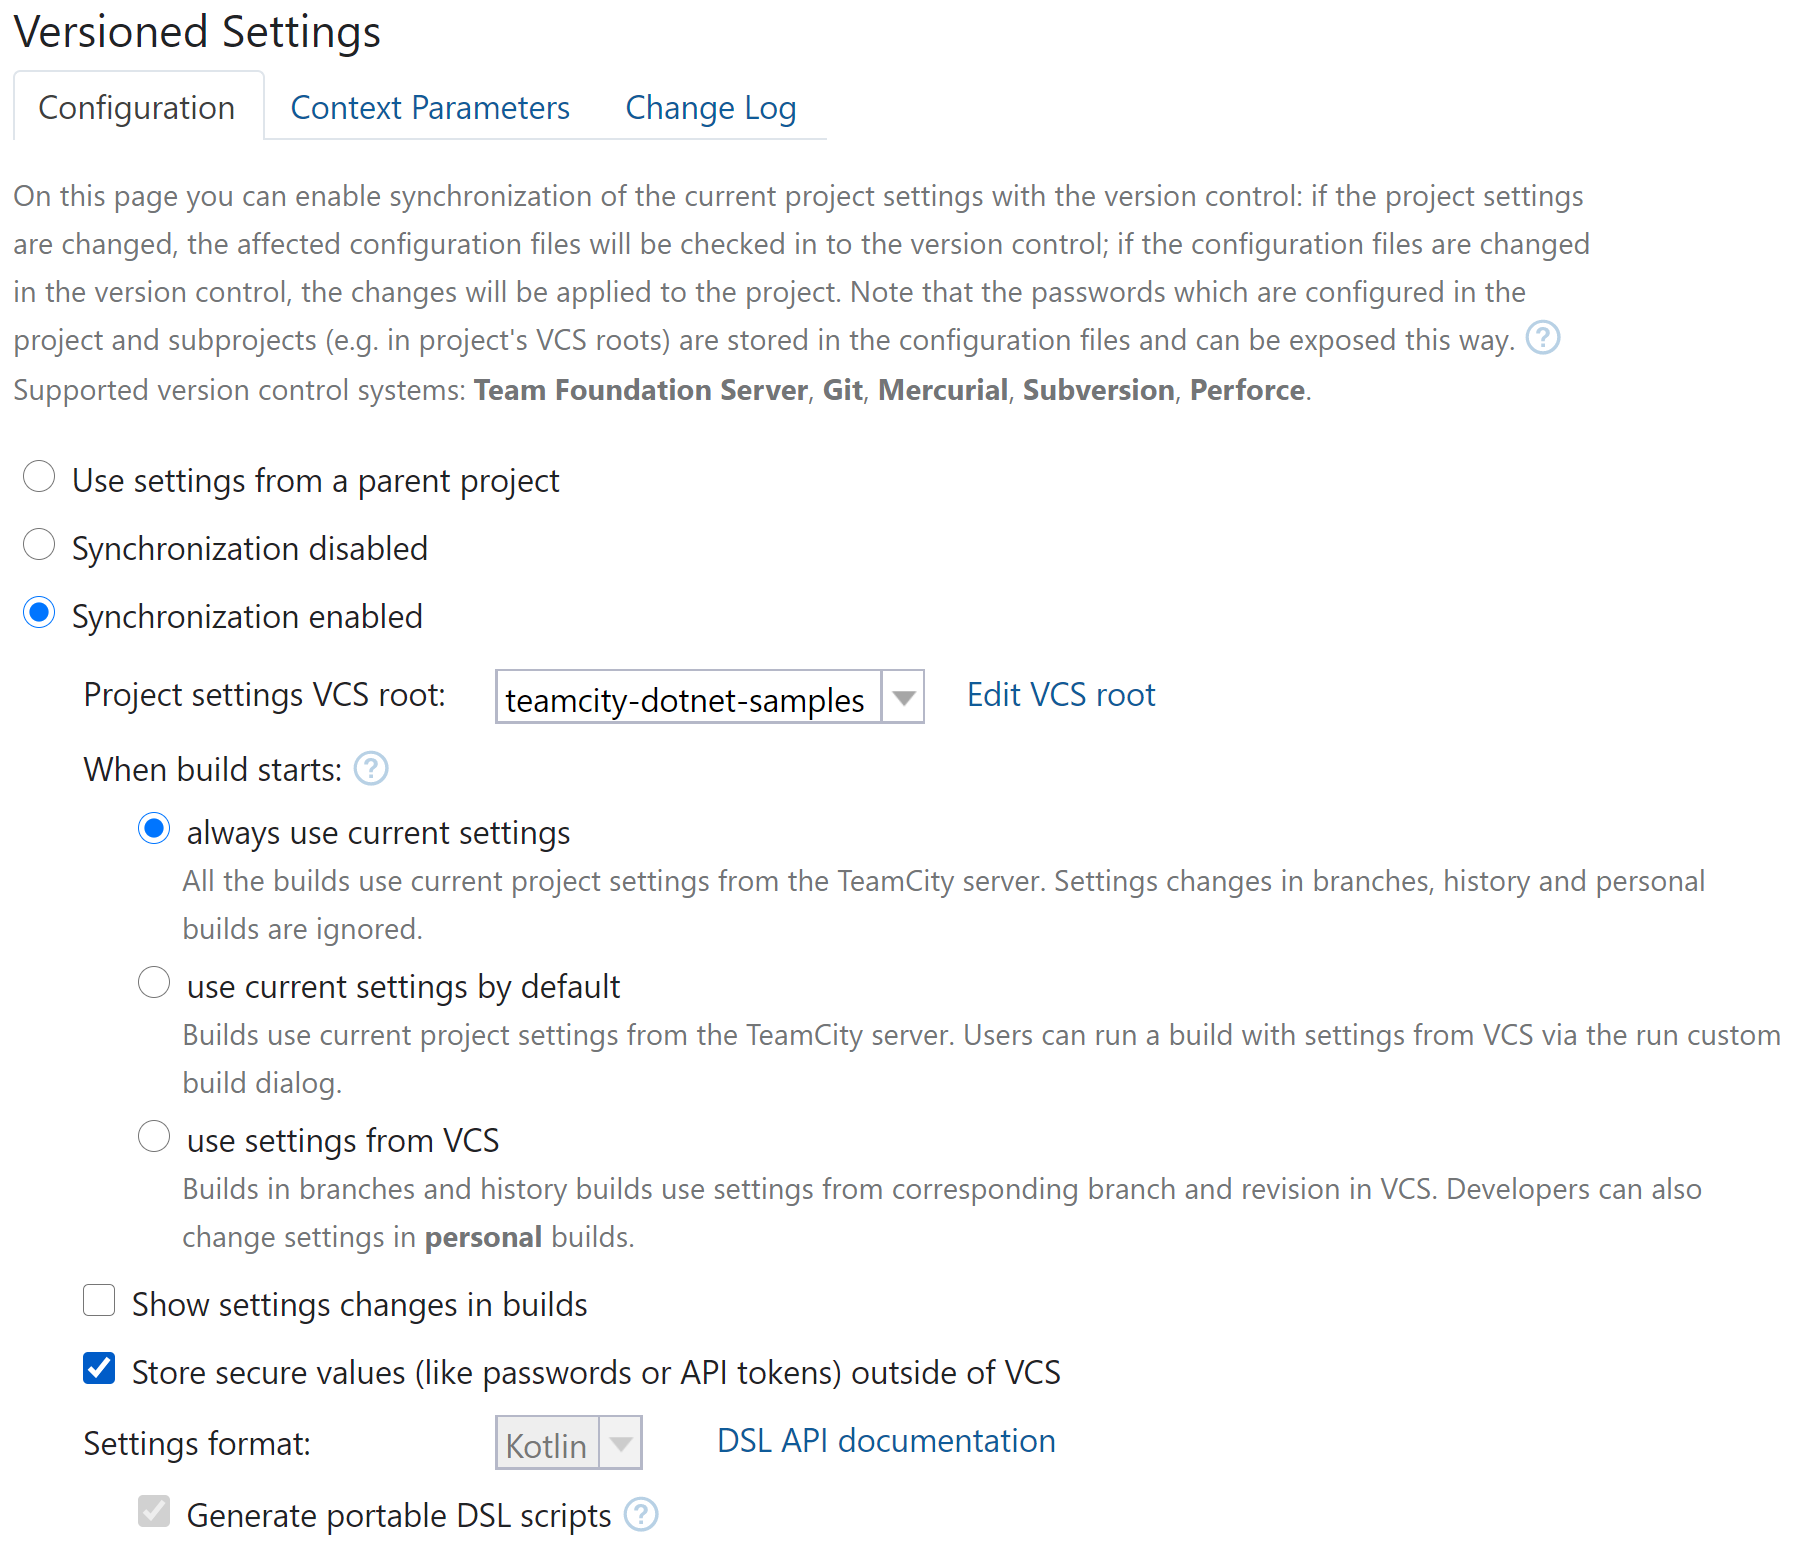 Versioned Settings
Configuration Context Parameters Change Log
On this page you can enable synchronization of the current project settings with the version control: if the project settings
are changed, the affected configuration files will be checked in to the version control; if the configuration files are changed
in the version control, the changes will be applied to the project. Note that the passwords which are configured in the
project and subprojects (e.g. in project's VCS roots) are stored in the configuration files and can be exposed this way. ?
Supported version control systems: Team Foundation Server, Git, Mercurial, Subversion, Perforce.
Use settings from a parent project
Synchronization disabled
Synchronization enabled
Project settings VCS root: teamcity-dotnet-samples Edit VCS root
When build starts: ?
always use current settings
All the builds use current project settings from the TeamCity server. Settings changes in branches, history and personal
builds are ignored.
use current settings by default
Builds use current project settings from the TeamCity server. Users can run a build with settings from VCS via the run custom
build dialog.
use settings from VCS
Builds in branches and history builds use settings from corresponding branch and revision in VCS. Developers can also
change settings in personal builds.
Show settings changes in builds
Store secure values (like passwords or API tokens) outside of VCS
Settings format: Kotlin DSL API documentation
Generate portable DSL scripts ?